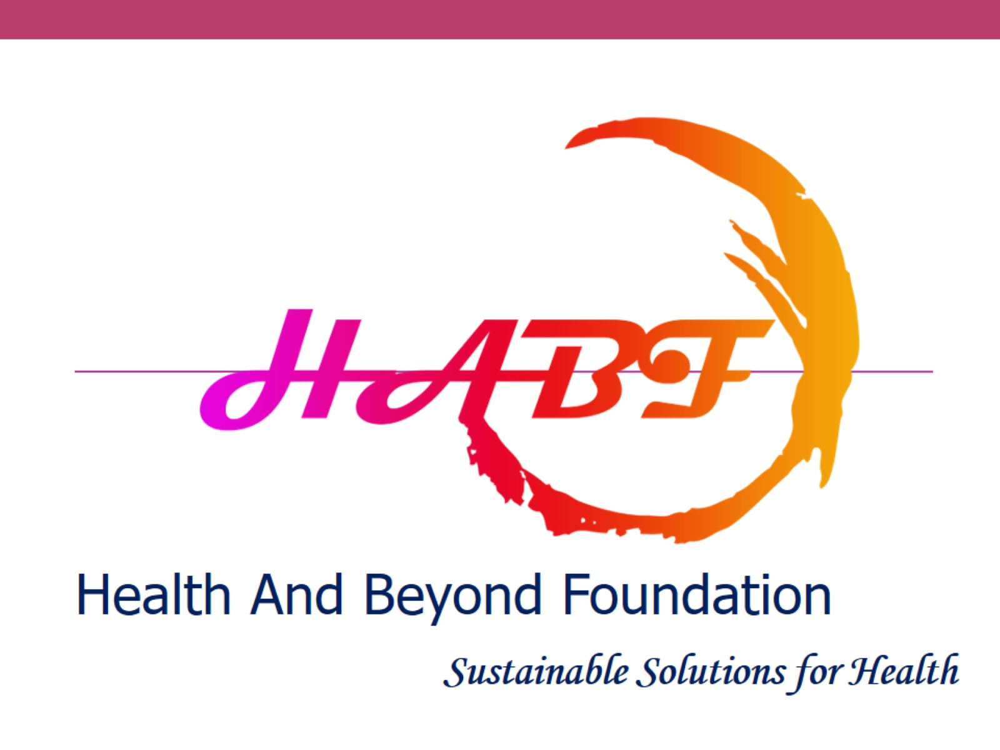 HABF
Health And Beyond Foundation
Sustainable Solutions for Health